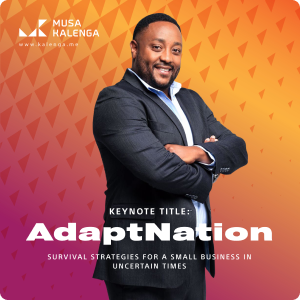 MUSA
KALENGA
www.kalenga.me
KEYNOTE TITLE:
AdaptNation
SURVIVAL STRATEGIES FOR A SMALL BUSINESS IN
UNCERTAIN TIMES